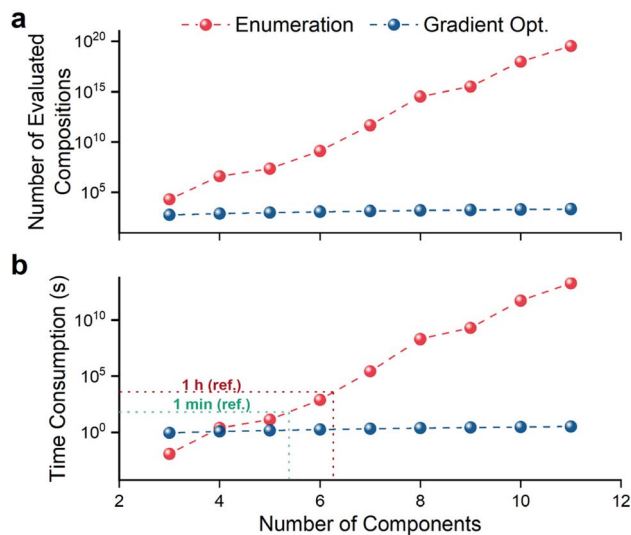 a
Enumeration
Gradient Opt.
Number of Evaluated
Compositions
10^20
10^15
10^10
10^5
b
Time Consumption (s)
10^10
10^5
10^0
1 h (ref.)
1 min (ref.)
2 4 6 8 10 12
Number of Components